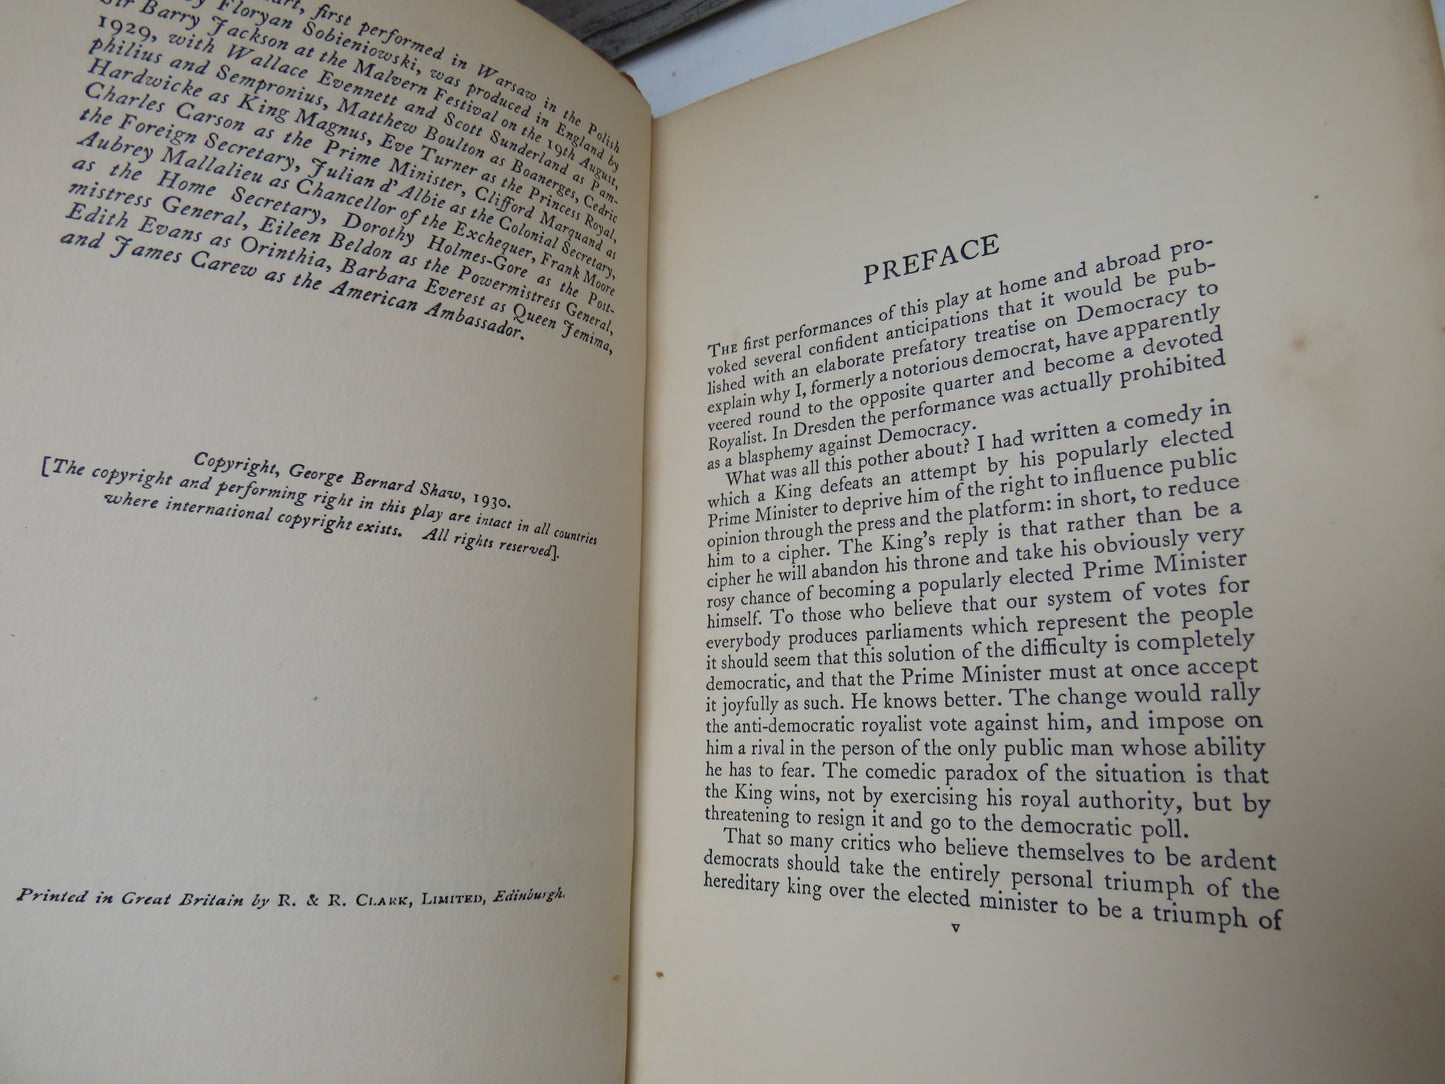 art, first performed in Warsaw in the Polish
by Floryan Sobieniowski, was produced in England by
Sir Barry Jackson at the Malvern Festival on the 19th August,
1929, with Wallace Evennett and Scott Sunderland as Pam-
philius and Sempronius, Matthew Boulton as Boanerges, Cedric
Hardwicke as King Magnus, Eve Turner as the Princess Royal,
Charles Carson as the Prime Minister, Clifford Marquand as
the Foreign Secretary, Julian d'Albie as the Colonial Secretary,
Aubrey Mallalieu as Chancellor of the Exchequer, Frank Moore
as the Home Secretary, Dorothy Holmes-Gore as the Post-
mistress General, Eileen Beldon as the Powermistress General,
Edith Evans as Orinthia, Barbara Everest as Queen Jemima,
and James Carew as the American Ambassador.
Copyright, George Bernard Shaw, 1930.
[The copyright and performing right in this play are intact in all countries
where international copyright exists. All rights reserved].
Printed in Great Britain by R. & R. CLARK, LIMITED, Edinburgh.
PREFACE
THE first performances of this play at home and abroad pro-
voked several confident anticipations that it would be pub-
lished with an elaborate prefatory treatise on Democracy to
explain why I, formerly a notorious democrat, have apparently
veered round to the opposite quarter and become a devoted
Royalist. In Dresden the performance was actually prohibited
as a blasphemy against Democracy.
What was all this pother about? I had written a comedy in
which a King defeats an attempt by his popularly elected
Prime Minister to deprive him of the right to influence public
opinion through the press and the platform: in short, to reduce
him to a cipher. The King's reply is that rather than be a
cipher he will abandon his throne and take his obviously very
rosy chance of becoming a popularly elected Prime Minister
himself. To those who believe that our system of votes for
everybody produces parliaments which represent the people
it should seem that this solution of the difficulty is completely
democratic, and that the Prime Minister must at once accept
it joyfully as such. He knows better. The change would rally
the anti-democratic royalist vote against him, and impose on
him a rival in the person of the only public man whose ability
he has to fear. The comedic paradox of the situation is that
the King wins, not by exercising his royal authority, but by
threatening to resign it and go to the democratic poll.
That so many critics who believe themselves to be ardent
democrats should take the entirely personal triumph of the
hereditary king over the elected minister to be a triumph of
v